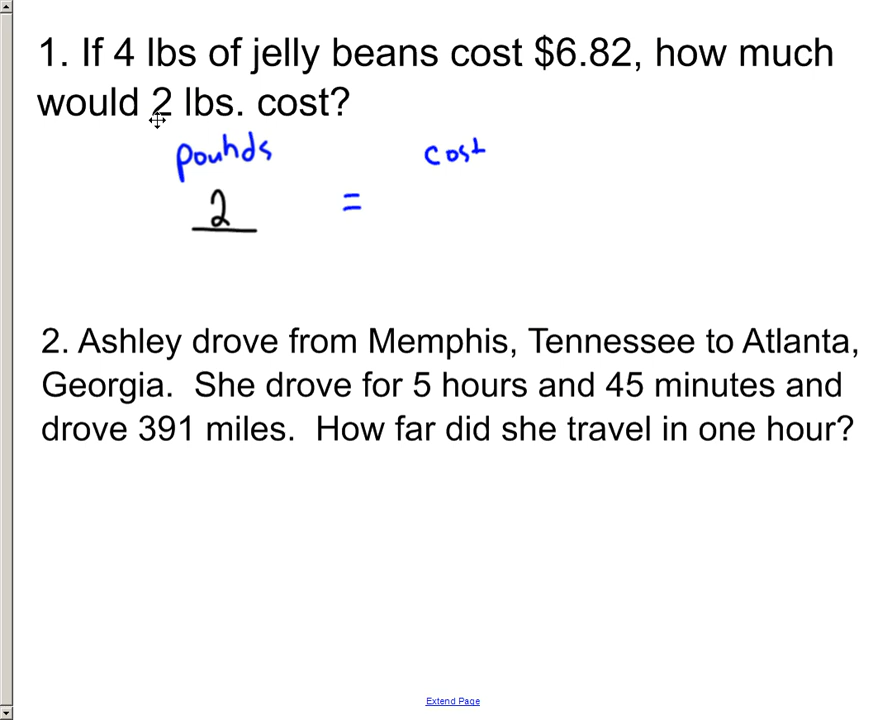 1. If 4 lbs of jelly beans cost $6.82, how much
would 2 lbs. cost?
pounds cost
2 =
2. Ashley drove from Memphis, Tennessee to Atlanta,
Georgia. She drove for 5 hours and 45 minutes and
drove 391 miles. How far did she travel in one hour?
Extend Page